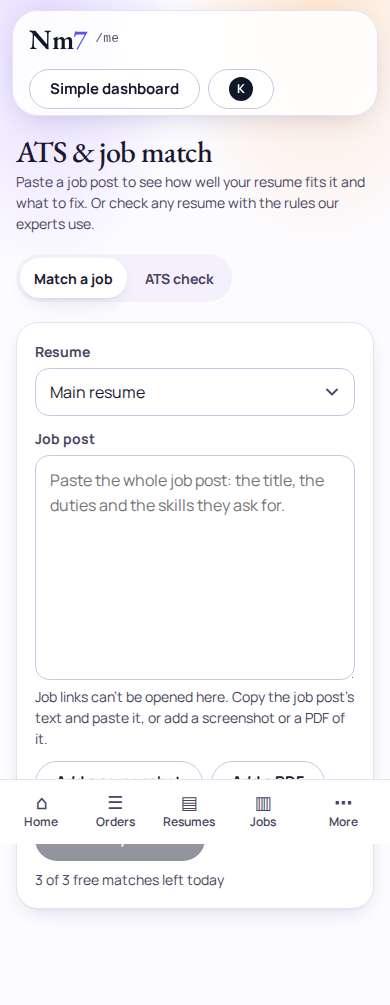 Nm7 /me
Simple dashboard
K
ATS & job match
Paste a job post to see how well your resume fits it and
what to fix. Or check any resume with the rules our
experts use.
Match a job
ATS check
Resume
Main resume
Job post
Paste the whole job post: the title, the
duties and the skills they ask for.
Job links can't be opened here. Copy the job post's
text and paste it, or add a screenshot or a PDF of
it.
Home
Orders
Resumes
Jobs
More
3 of 3 free matches left today